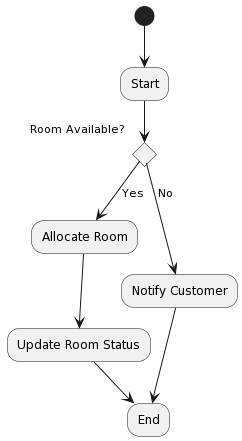 Start
Room Available?
Yes
No
Allocate Room
Notify Customer
Update Room Status
End